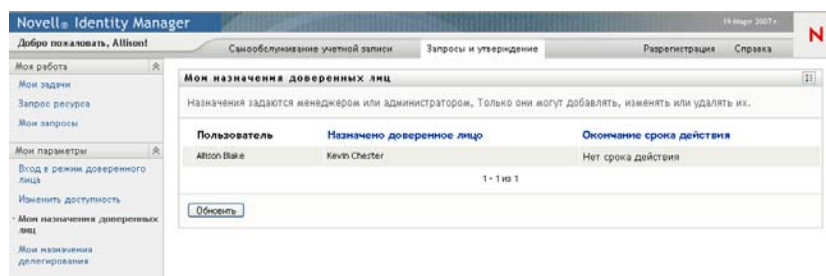 Novell® Identity Manager
19 Март 2007 г.
Добро пожаловать, Allison!
Самообслуживание учетной записи
Запросы и утверждение
Разрегистрация
Справка
N
Моя работа
Мои задачи
Запрос ресурса
Мои запросы
Мои параметры
Вход в режим доверенного
лица
Изменить доступность
Мои назначения доверенных
лиц
Мои назначения
делегирования
Мои назначения доверенных лиц
Назначения задаются менеджером или администратором, Только они могут добавлять, изменять или удалять их.
Пользователь Назначено доверенное лицо Окончание срока действия
Allison Blake Kevin Chester Нет срока действия
1 - 1 из 1
Обновить